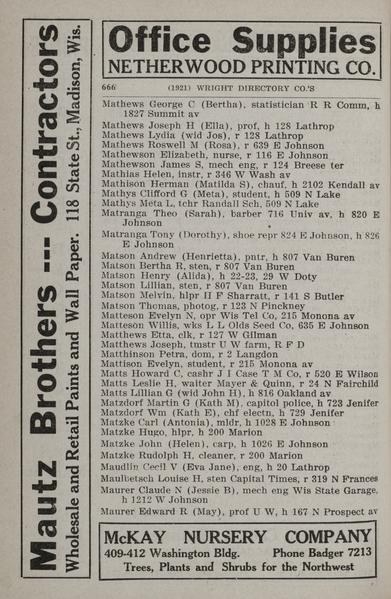 Mautz Brothers --- Contractors
Wholesale and Retail Paints and Wall Paper. 118 State St., Madison, Wis.
Office Supplies
NETHERWOOD PRINTING CO.
666 (1921) WRIGHT DIRECTORY CO.'S
Mathews George C (Bertha), statistician R R Comm, h
1827 Summit av
Mathews Joseph H (Ella), prof, h 128 Lathrop
Mathews Lydia (wid Jos), r 128 Lathrop
Mathews Roswell M (Rosa), r 639 E Johnson
Mathewson Elizabeth, nurse, r 116 E Johnson
Mathewson James S, mech eng, r 124 Breese ter
Mathias Helen, instr, r 346 W Wash av
Mathison Herman (Matilda S), chauf, h 2102 Kendall av
Mathys Clifford G (Meta), student, h 509 N Lake
Mathys Meta L, tchr Randall Sch, 509 N Lake
Matranga Theo (Sarah), barber 716 Univ av, h 820 E
Johnson
Matranga Tony (Dorothy), shoe repr 824 E Johnson, h 826
E Johnson
Matson Andrew (Henrietta), pntr, h 807 Van Buren
Matson Bertha R, sten, r 807 Van Buren
Matson Henry (Alida), h 22-23, 29 W Doty
Matson Lillian, sten, r 807 Van Buren
Matson Melvin, hlpr H F Sharratt, r 141 S Butler
Matson Thomas, photog, r 123 N Pinckney
Matteson Evelyn N, opr Wis Tel Co, 215 Monona av
Matteson Willis, wks L L Olds Seed Co, 635 E Johnson
Matthews Etta, clk, r 127 W Gilman
Matthews Joseph, tmstr U W farm, R F D
Matthinson Petra, dom, r 2 Langdon
Mattison Evelyn, student, r 215 Monona av
Matts Howard C, cashr J I Case T M Co, r 520 E Wilson
Matts Leslie H, waiter Mayer & Quinn, r 24 N Fairchild
Matts Lillian G (wid John H), h 816 Oakland av
Matzdorf Martin G (Kath M), capitol police, h 723 Jenifer
Matzdorf Wm (Kath E), chf electn, h 729 Jenifer
Matzke Carl (Antonia), mldr, h 1028 E Johnson
Matzke Hugo, hlpr, h 200 Marion
Matzke John (Helen), carp, h 1026 E Johnson
Matzke Rudolph H, cleaner, r 200 Marion
Maudlin Cecil V (Eva Jane), eng, h 20 Lathrop
Maulbetsch Louise H, sten Capital Times, r 319 N Frances
Maurer Claude N (Jessie B), mech eng Wis State Garage,
h 1212 W Johnson
Maurer Edward R (May), prof U W, h 167 N Prospect av
McKAY NURSERY COMPANY
409-412 Washington Bldg. Phone Badger 7213
Trees, Plants and Shrubs for the Northwest